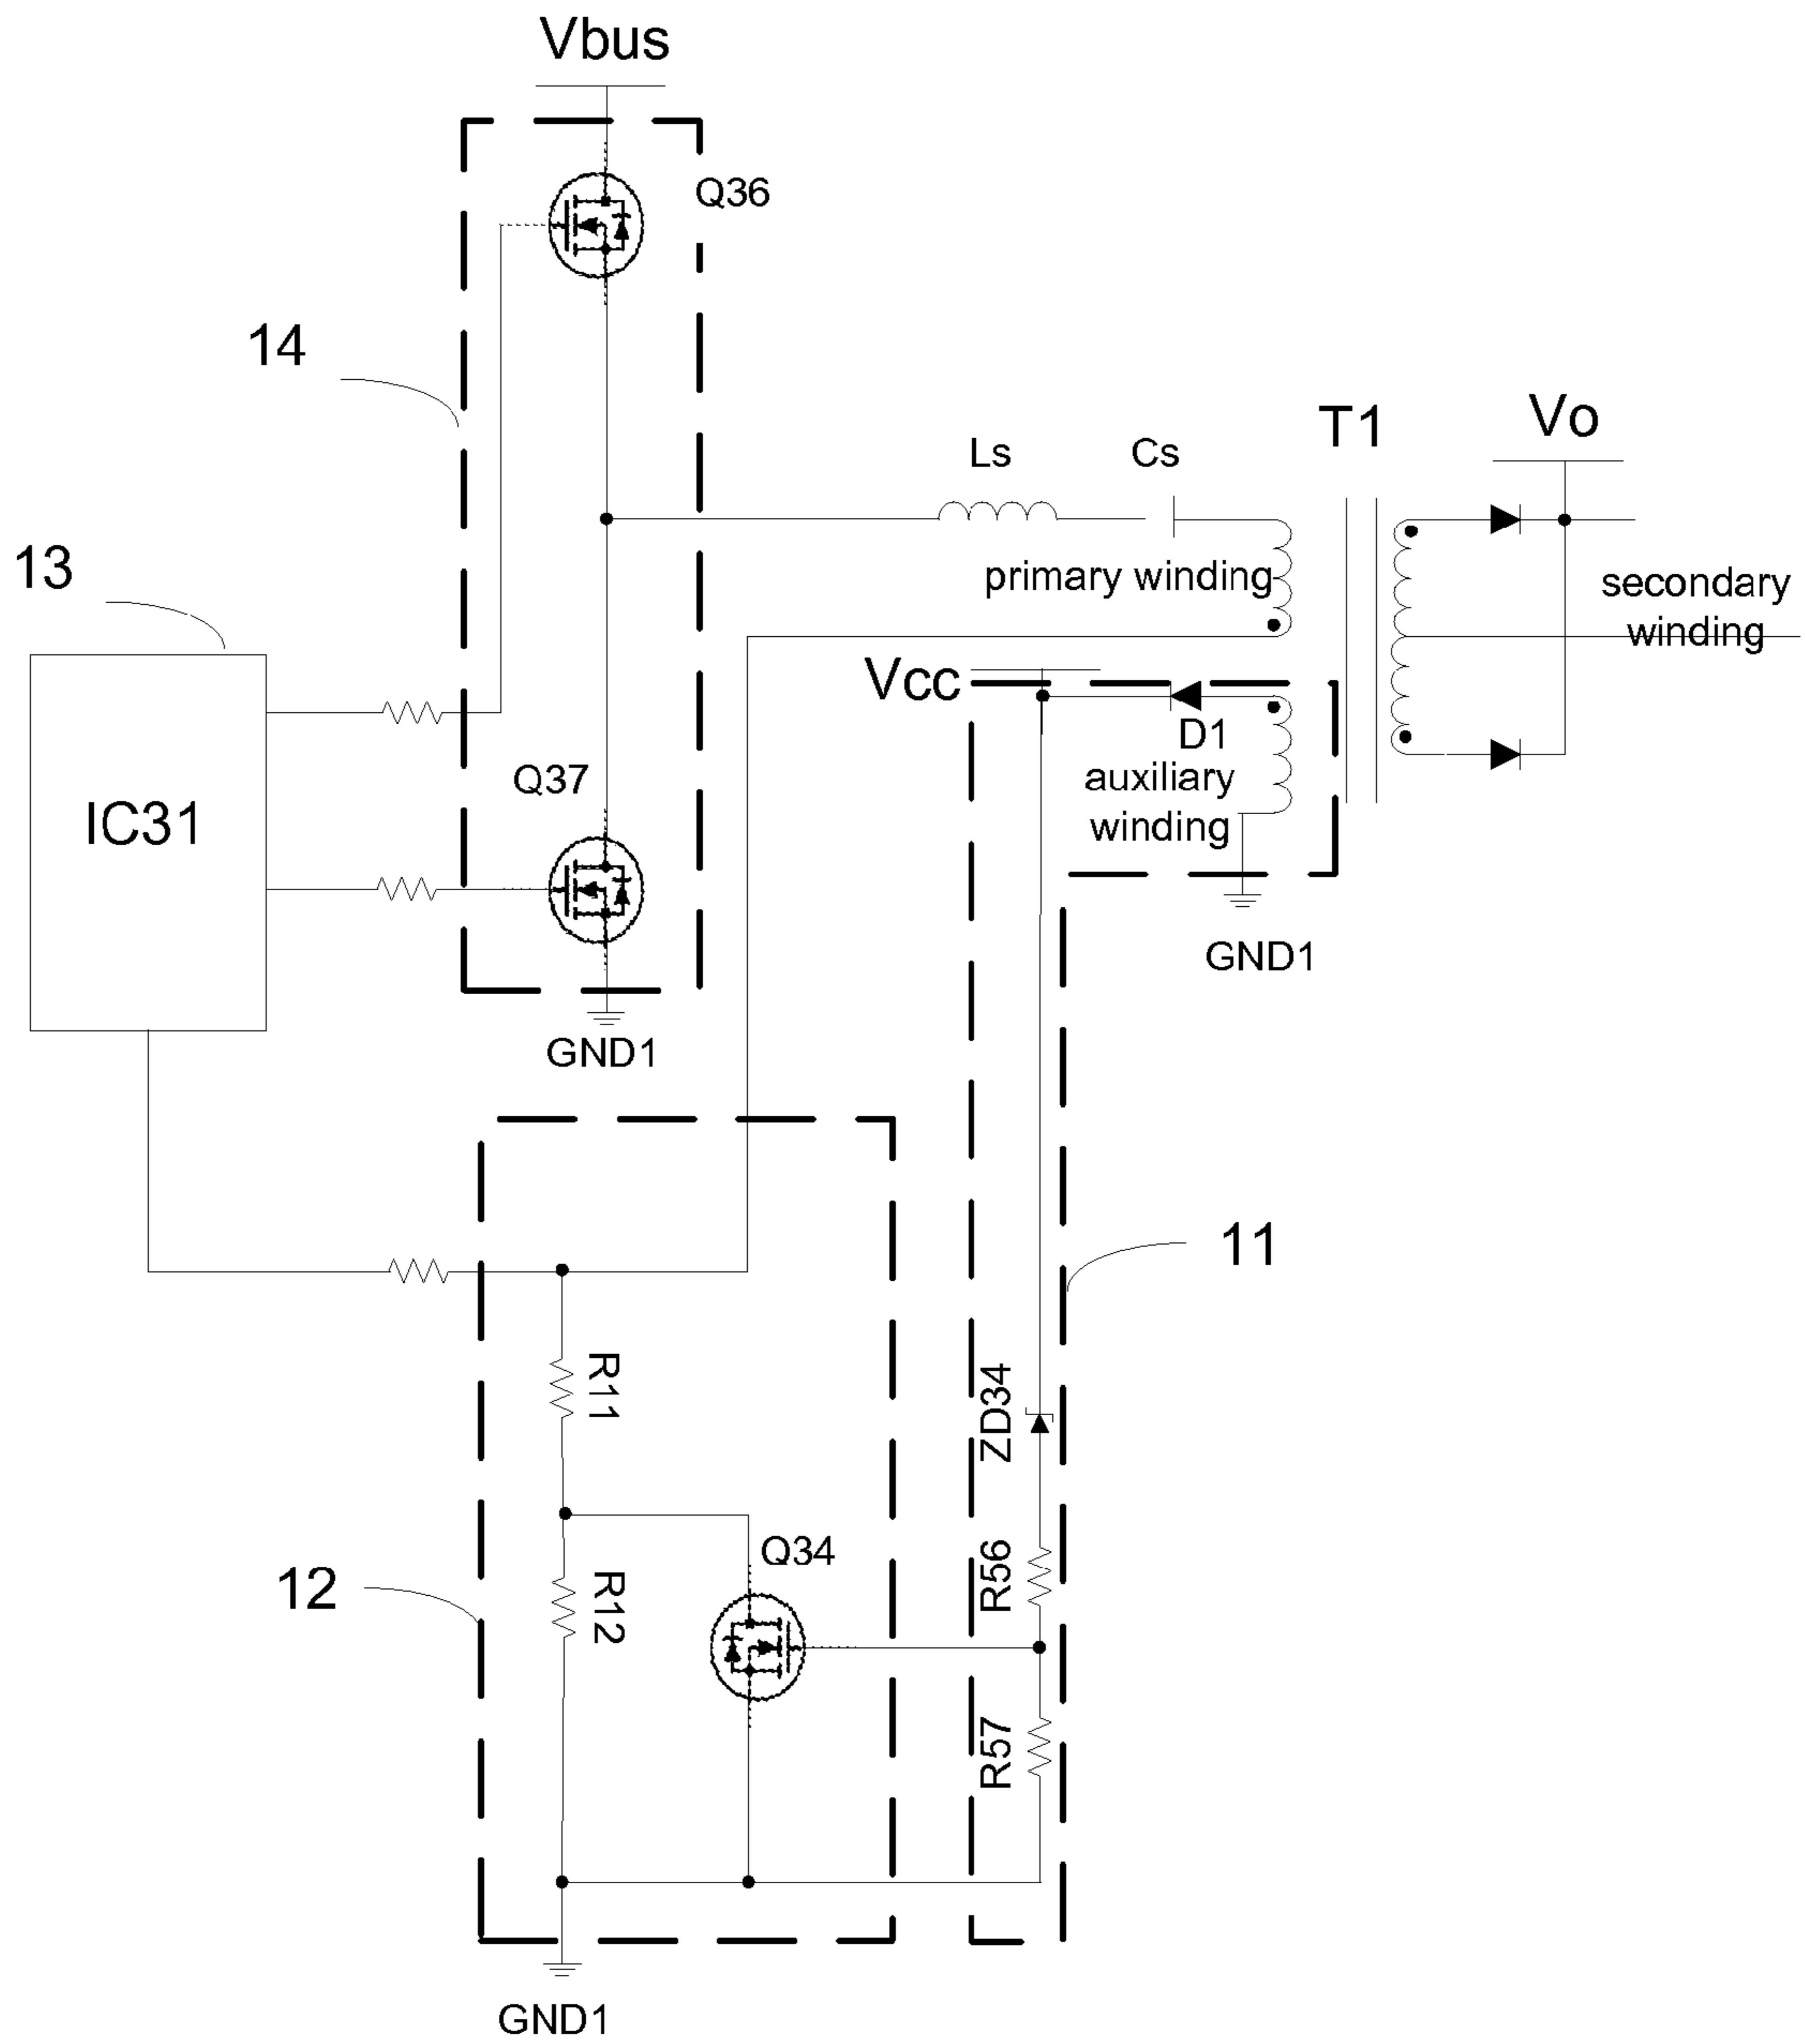 Vbus
Q36
14
T1
Vo
Ls
Cs
13
primary winding
secondary
winding
Vcc
D1
Q37
auxiliary
winding
IC31
GND1
GND1
11
R11
ZD34
Q34
R56
12
R12
R57
GND1